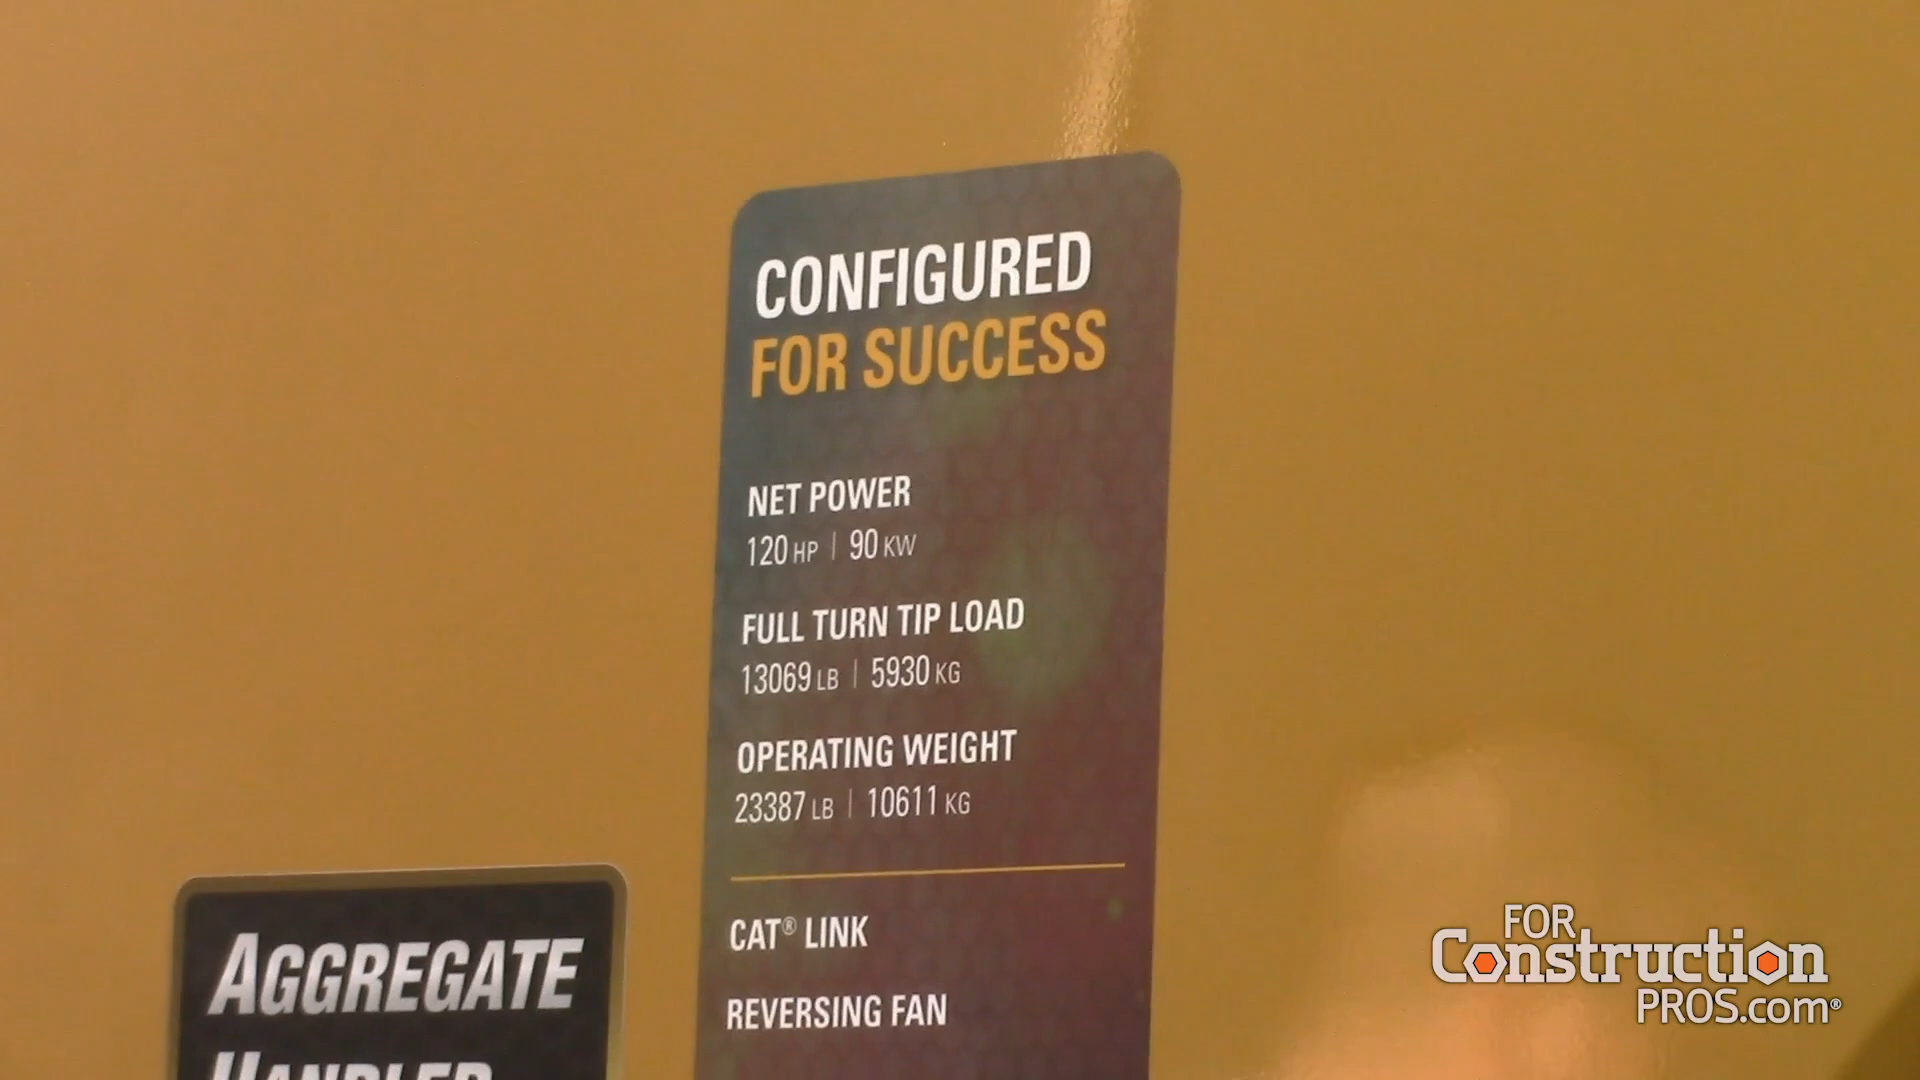 CONFIGURED
FOR SUCCESS
NET POWER
120 HP | 90 KW
FULL TURN TIP LOAD
13069 LB | 5930 KG
OPERATING WEIGHT
23387 LB | 10611 KG
CAT® LINK
REVERSING FAN
AGGREGATE
HANDLER
FOR
Construction
PROS.com®